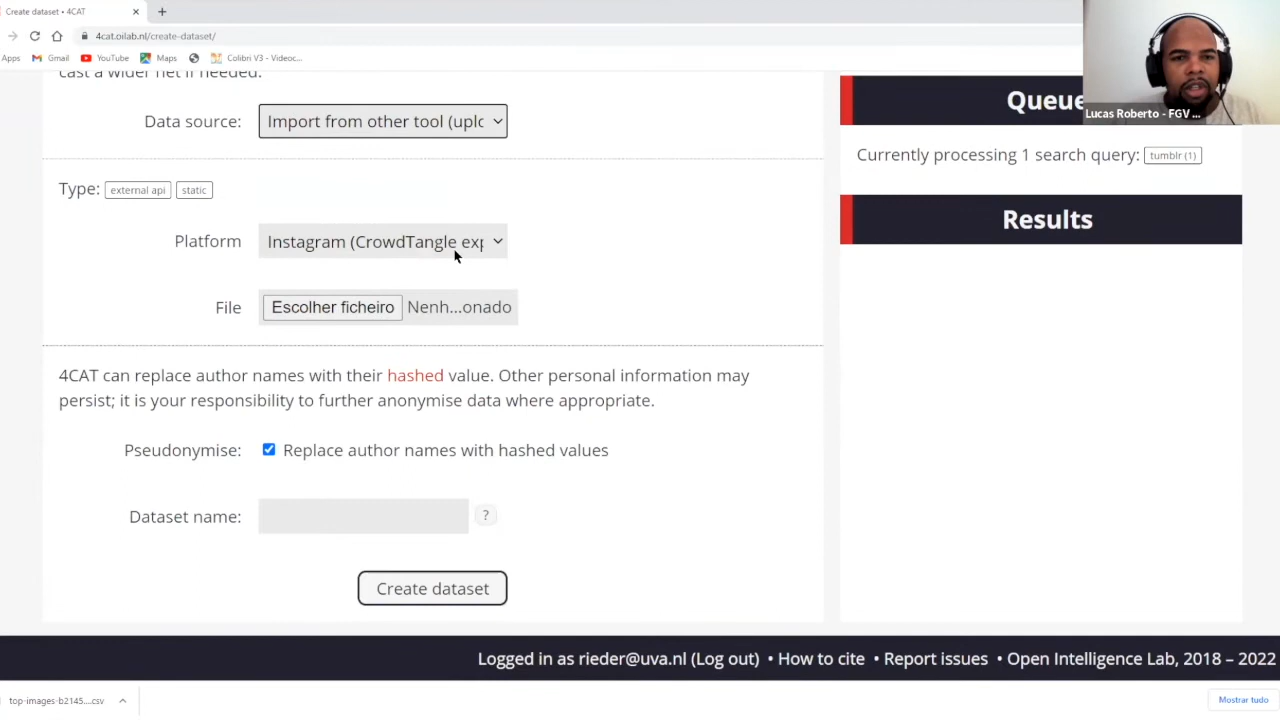 Create dataset • 4CAT
4cat.oilab.nl/create-dataset/
Apps
Gmail
YouTube
Maps
Colibri V3 - Videoc...
cast a wider net if needed.
Data source:
Import from other tool (uplc
Type:
external api
static
Platform
Instagram (CrowdTangle exp
File
Escolher ficheiro
Nenh...onado
4CAT can replace author names with their hashed value. Other personal information may
persist; it is your responsibility to further anonymise data where appropriate.
Pseudonymise:
Replace author names with hashed values
Dataset name:
?
Create dataset
Queue
Lucas Roberto - FGV ...
Currently processing 1 search query: tumblr (1)
Results
Logged in as rieder@uva.nl (Log out) • How to cite • Report issues • Open Intelligence Lab, 2018 – 2022
top-images-b2145....csv
Mostrar tudo